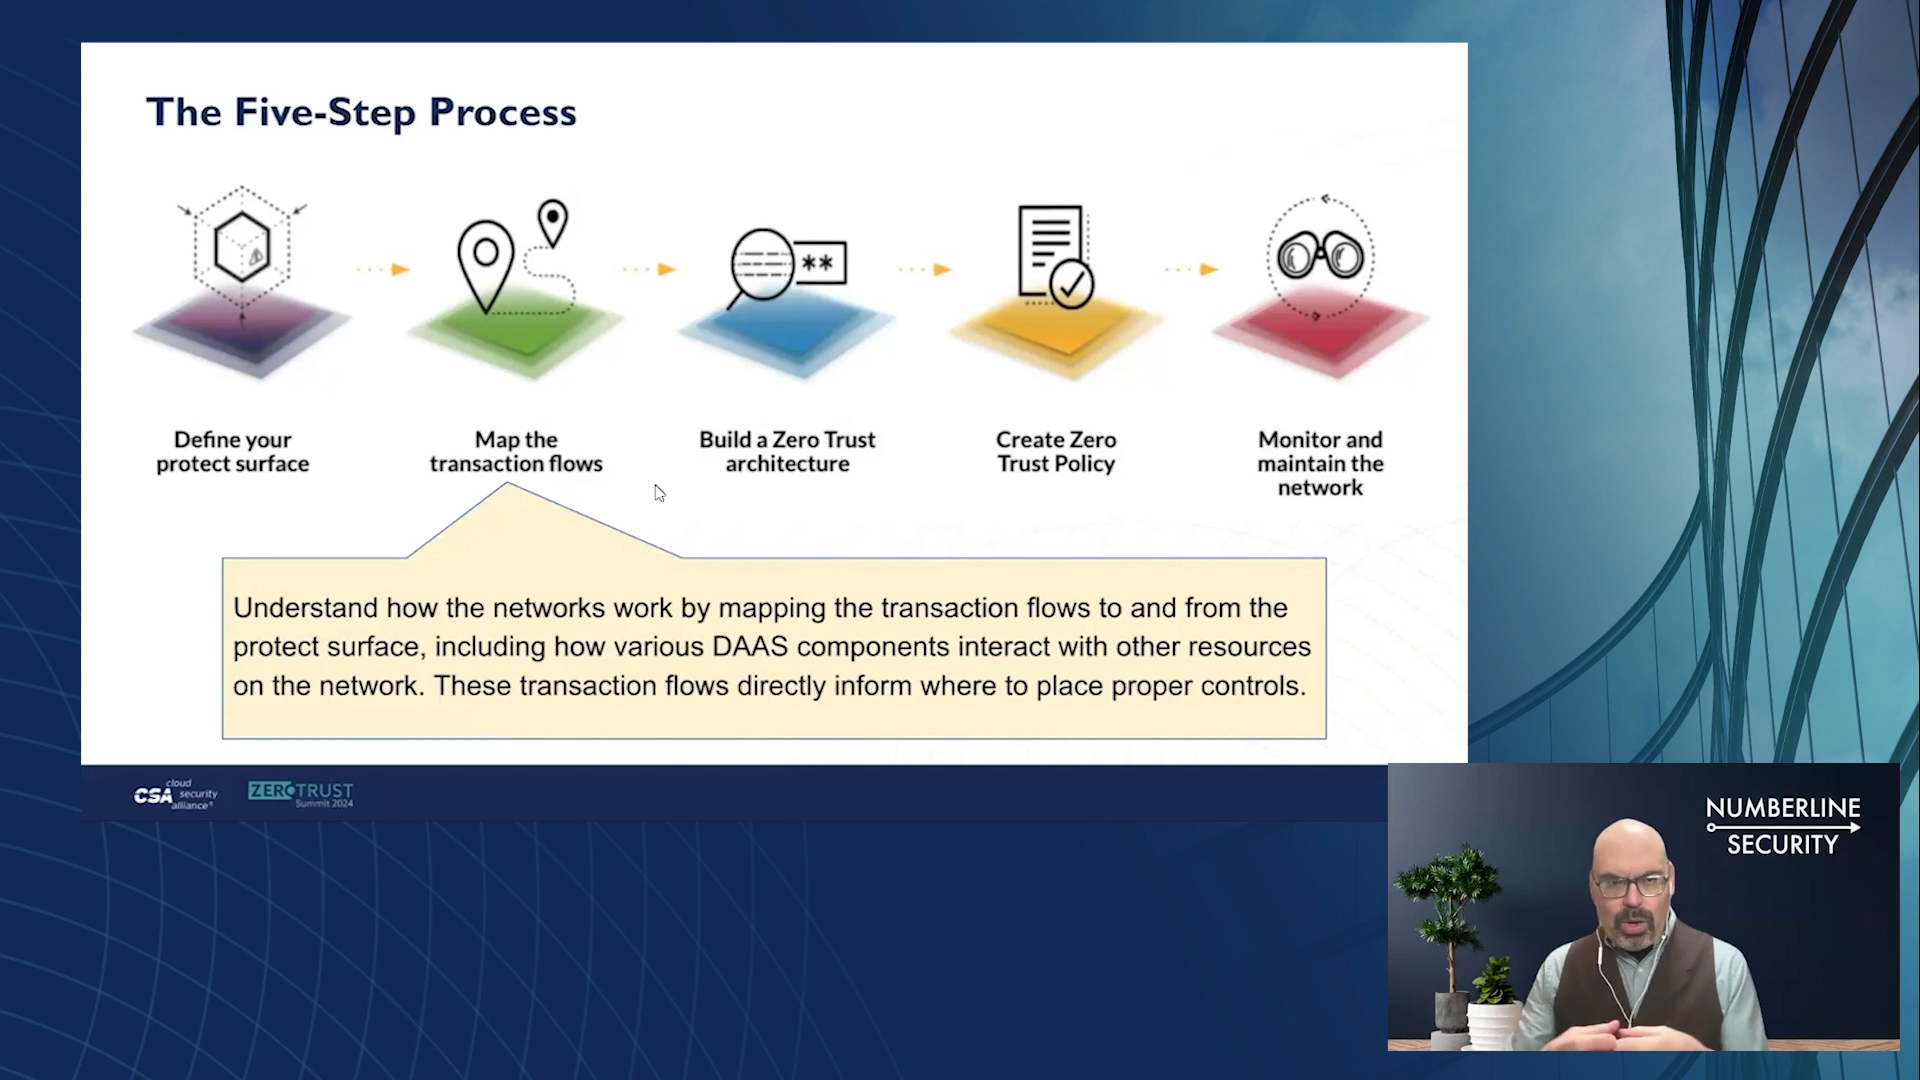 The Five-Step Process
**
Define your
protect surface
Map the
transaction flows
Build a Zero Trust
architecture
Create Zero
Trust Policy
Monitor and
maintain the
network
Understand how the networks work by mapping the transaction flows to and from the
protect surface, including how various DAAS components interact with other resources
on the network. These transaction flows directly inform where to place proper controls.
CSA cloud
security
alliance®
ZEROTRUST
Summit 2024
NUMBERLINE
SECURITY